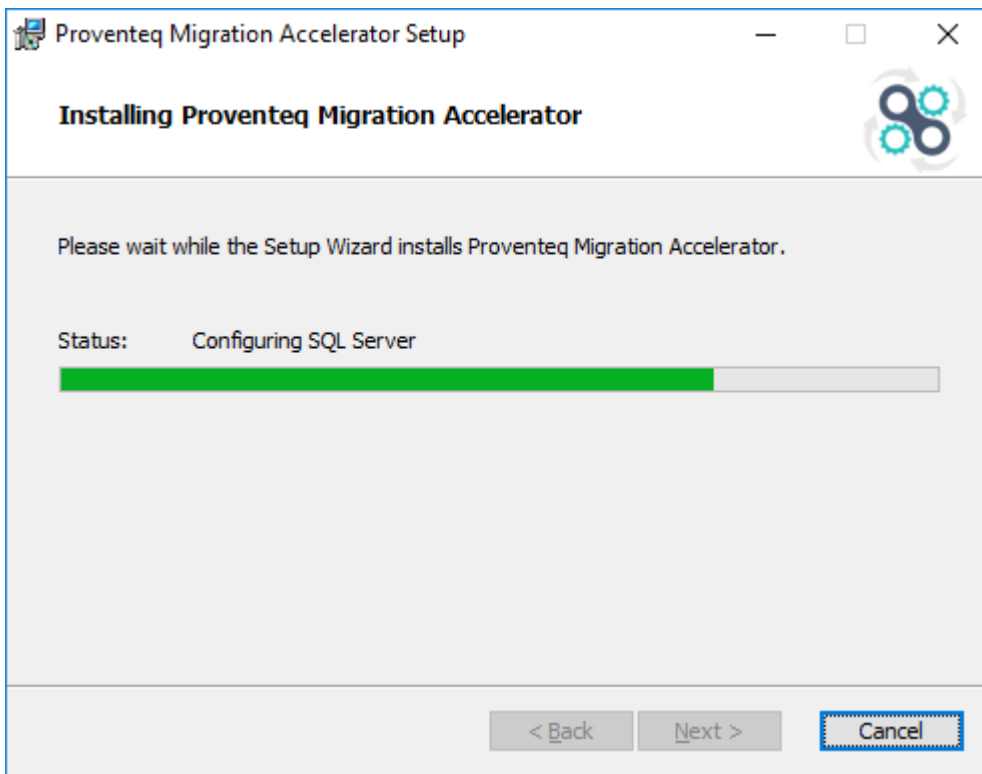 Proventeq Migration Accelerator Setup
Installing Proventeq Migration Accelerator
Please wait while the Setup Wizard installs Proventeq Migration Accelerator.
Status: Configuring SQL Server
< Back Next > Cancel